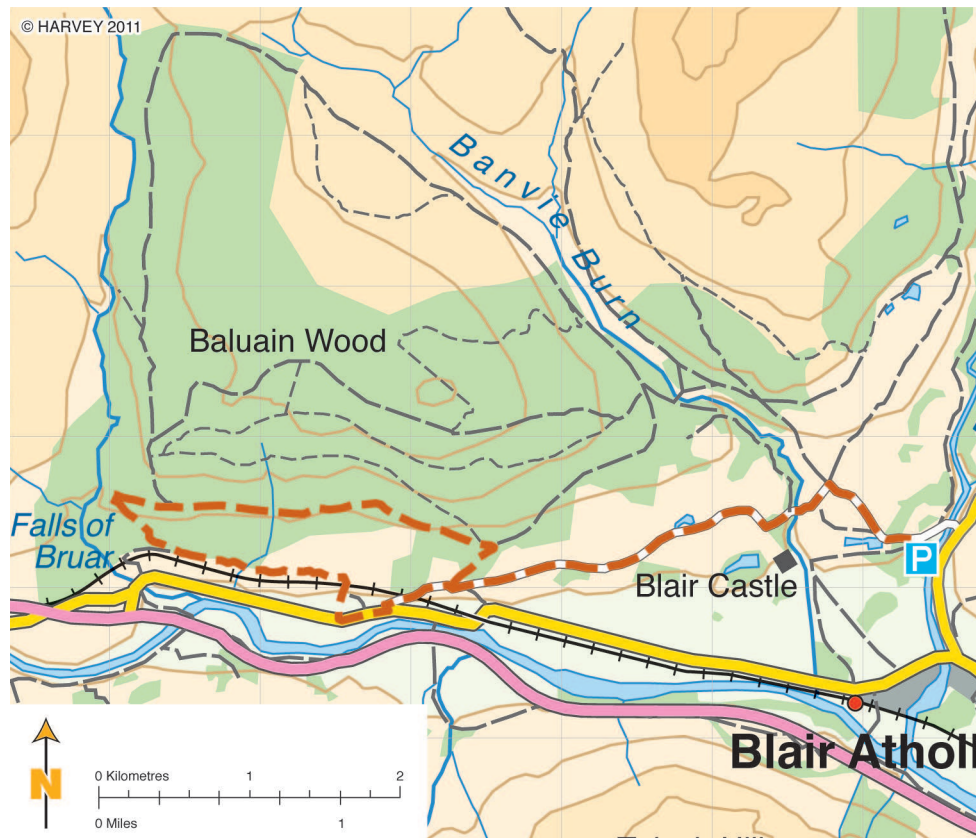 © HARVEY 2011
Banvie Burn
Baluain Wood
Falls of
Bruar
P
Blair Castle
Blair Atholl
N
0 Kilometres 1 2
0 Miles 1